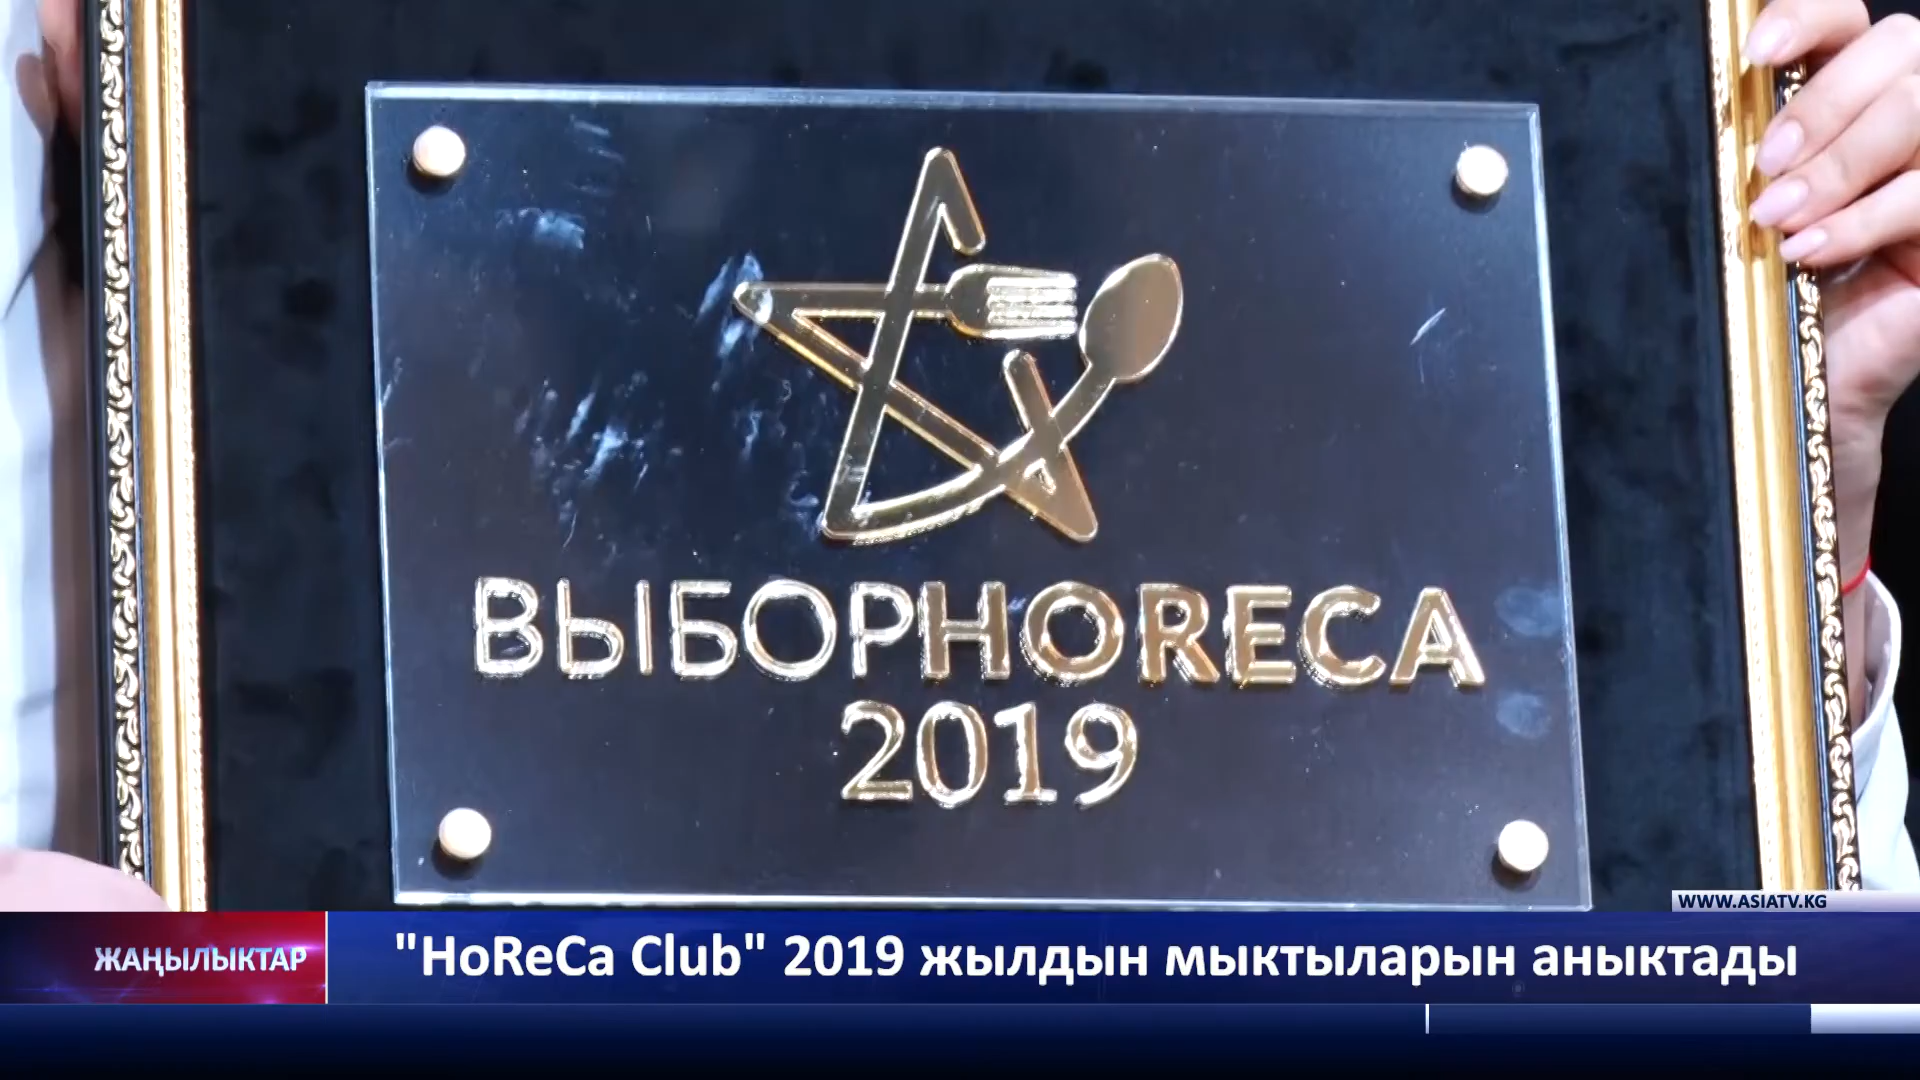 ВЫБОРHORECA
2019
WWW.ASIATV.KG
ЖАҢЫЛЫКТАР
"HoReCa Club" 2019 жылдын мыктыларын аныктады